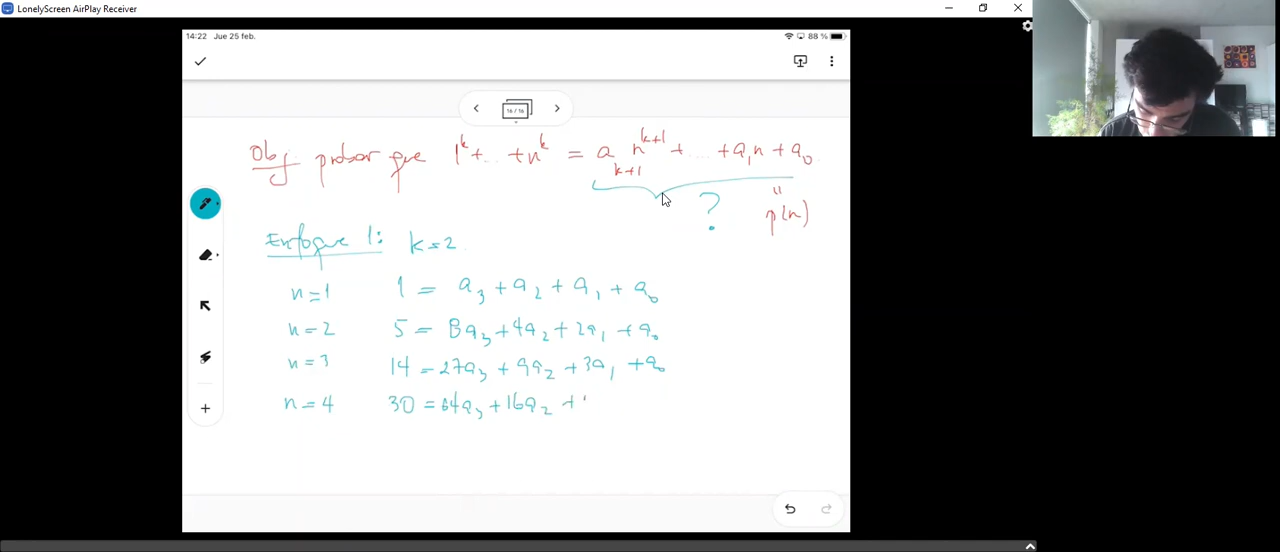 LonelyScreen AirPlay Receiver
14:22 Jue 25 feb.
88 %
16 / 16
Obj probar que 1^k + ... + n^k = a_{k+1} n^{k+1} + ... + a_1 n + a_0
? "
p(n)
Enfoque 1: k=2
n=1 1 = a_3 + a_2 + a_1 + a_0
n=2 5 = 8a_3 + 4a_2 + 2a_1 + a_0
n=3 14 = 27a_3 + 9a_2 + 3a_1 + a_0
n=4 30 = 64a_3 + 16a_2 +